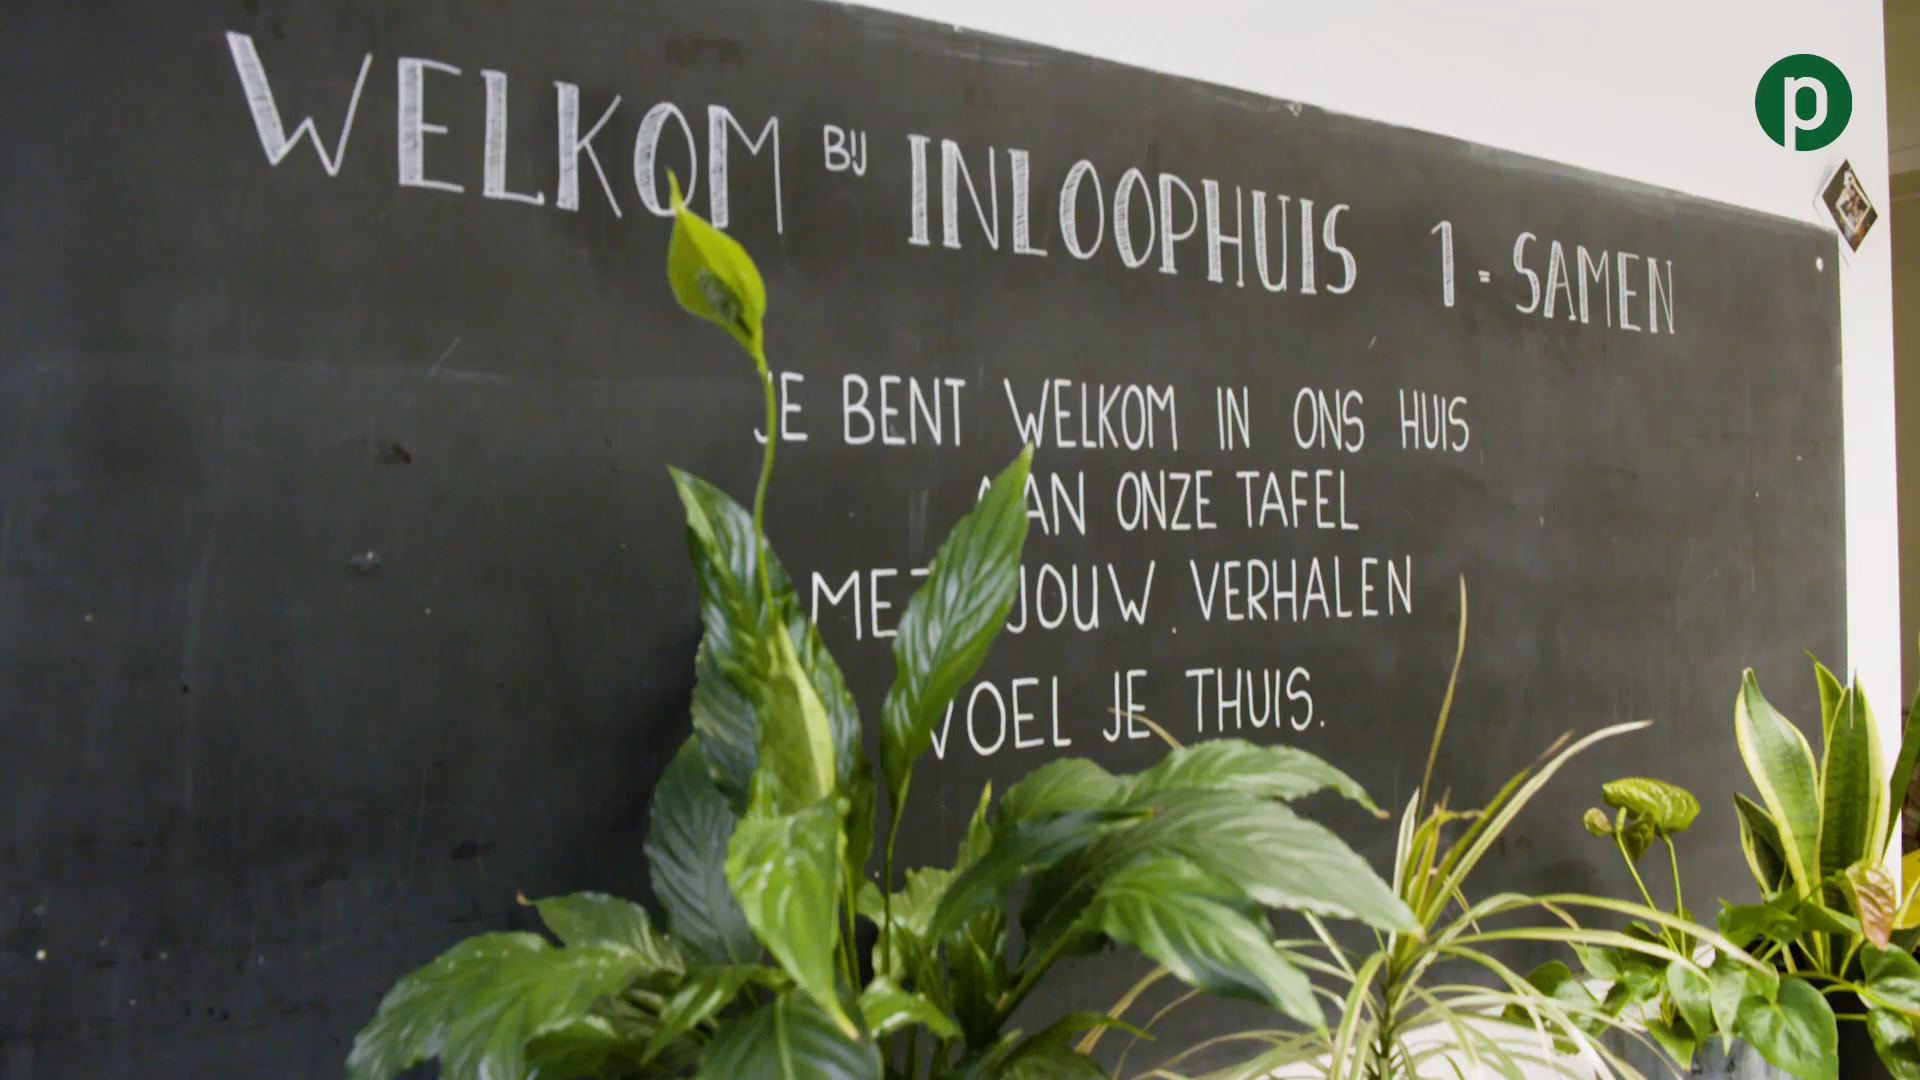 WELKOM BIJ INLOOPHUIS 1 = SAMEN
JE BENT WELKOM IN ONS HUIS
AAN ONZE TAFEL
MET JOUW VERHALEN
VOEL JE THUIS.
p